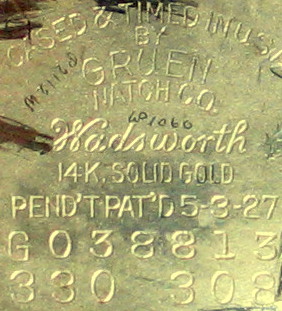 CASED & TIMED IN U.S.A
BY
GRUEN
WATCH CO.
Wadsworth
14K. SOLID GOLD
PEND'T PAT'D 5-3-27
G038813
330 308